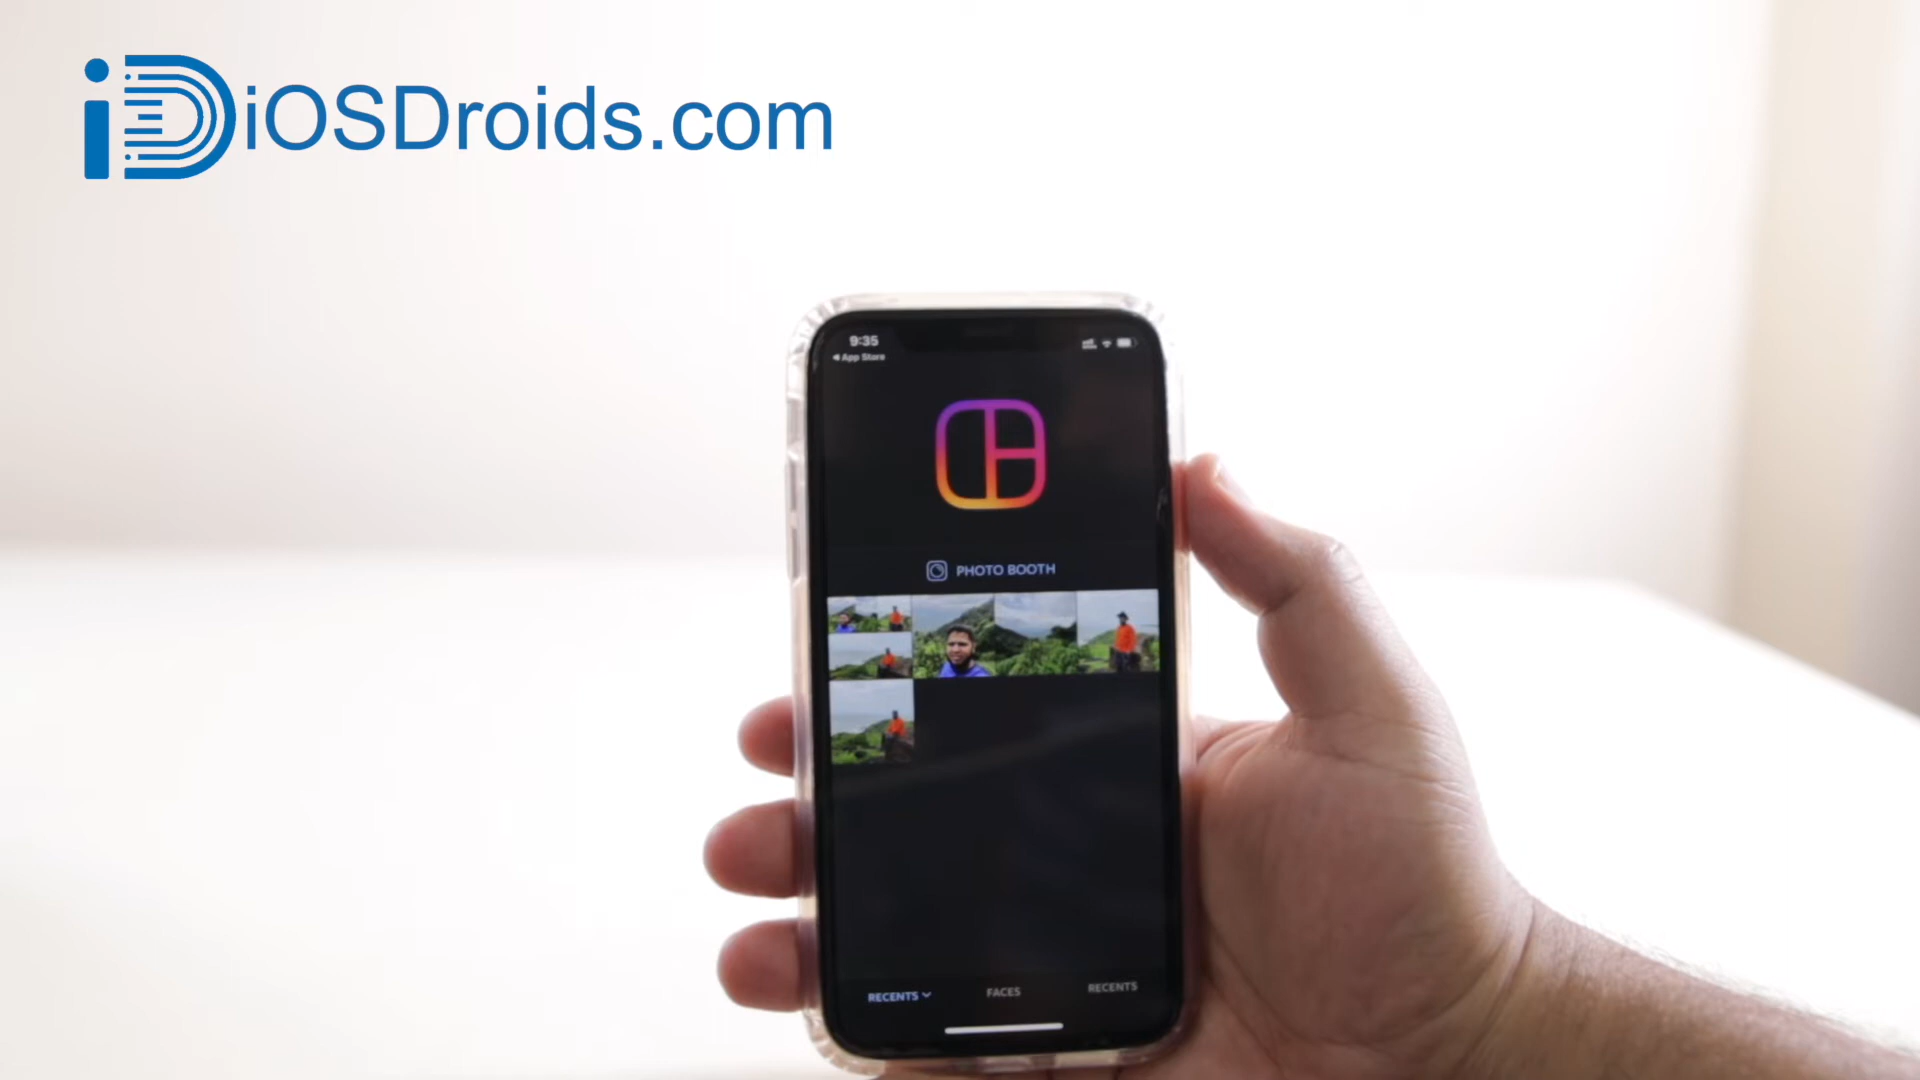 iOSDroids.com
9:35
◀ App Store
PHOTO BOOTH
RECENTS FACES RECENTS